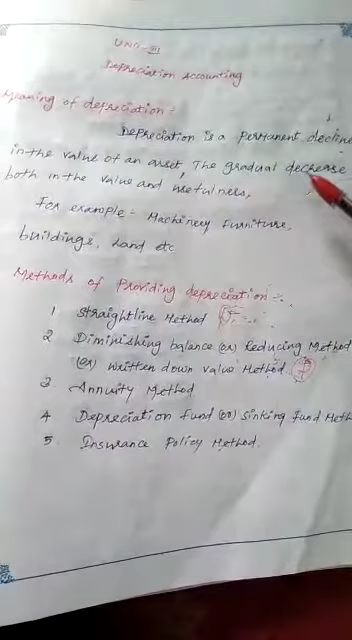 UNIT-III
Depreciation Accounting
Meaning of depreciation :-
Depreciation is a permanent decline
in the value of an asset, The gradual decrease
both in the value and usefulness,
For example - Machinery Furniture,
buildings, Land etc
Methods of Providing depreciation :-
1 straightline Method
2 Diminishing balance (or) Reducing Method
(or) written down value Method
3 Annuity Method
4 Depreciation fund (or) sinking Fund Meth
5. Insurance Policy Method.